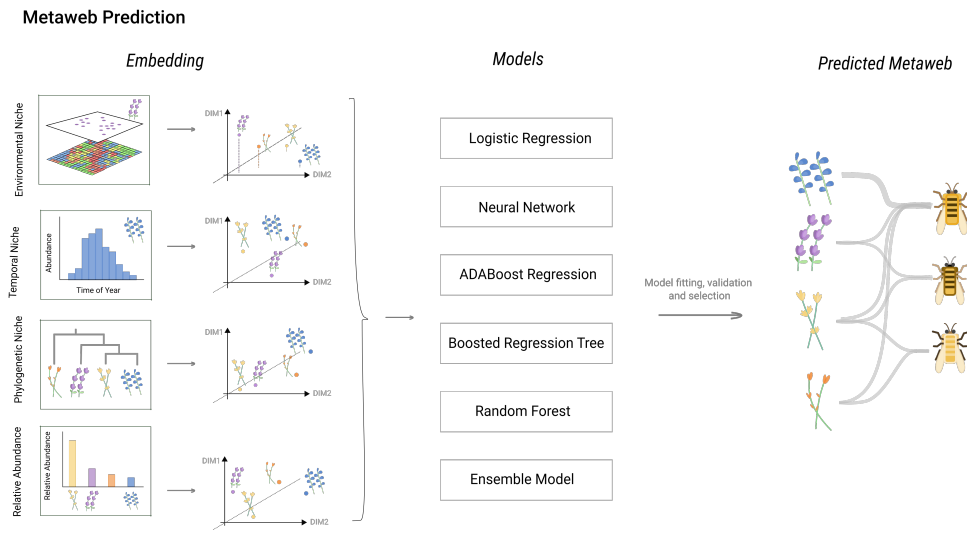 Metaweb Prediction
Embedding
Models
Predicted Metaweb
Environmental Niche
DIM1
DIM2
Temporal Niche
Abundance
Time of Year
DIM1
DIM2
Phylogenetic Niche
DIM1
DIM2
Relative Abundance
Relative Abundance
DIM1
DIM2
Logistic Regression
Neural Network
ADABoost Regression
Boosted Regression Tree
Random Forest
Ensemble Model
Model fitting, validation
and selection